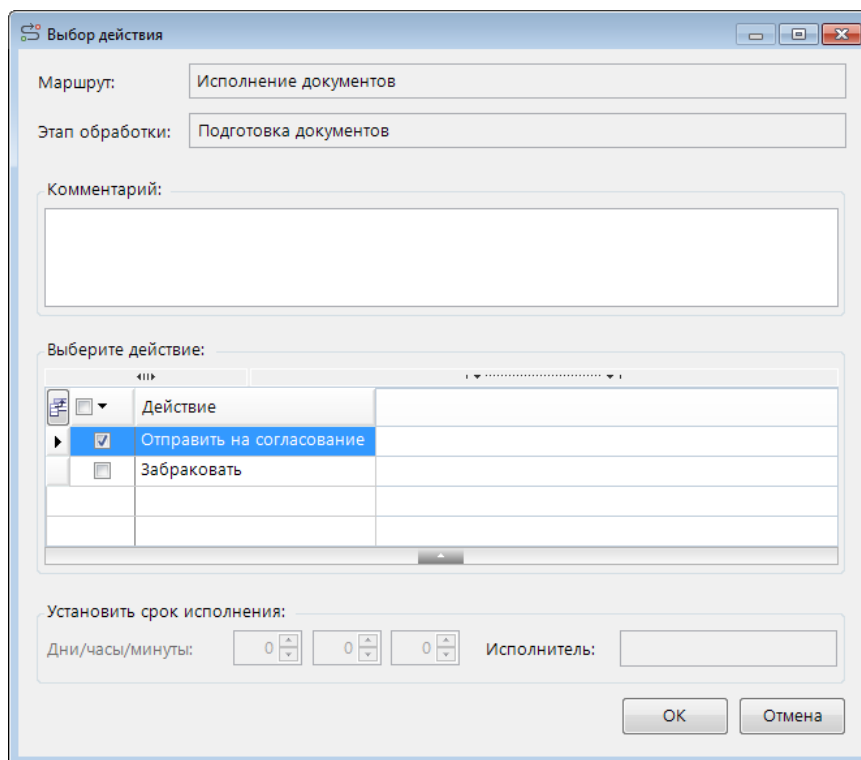 Выбор действия
Маршрут: Исполнение документов
Этап обработки: Подготовка документов
Комментарий:
Выберите действие:
Действие
Отправить на согласование
Забраковать
Установить срок исполнения:
Дни/часы/минуты: 0 0 0 Исполнитель:
ОК Отмена